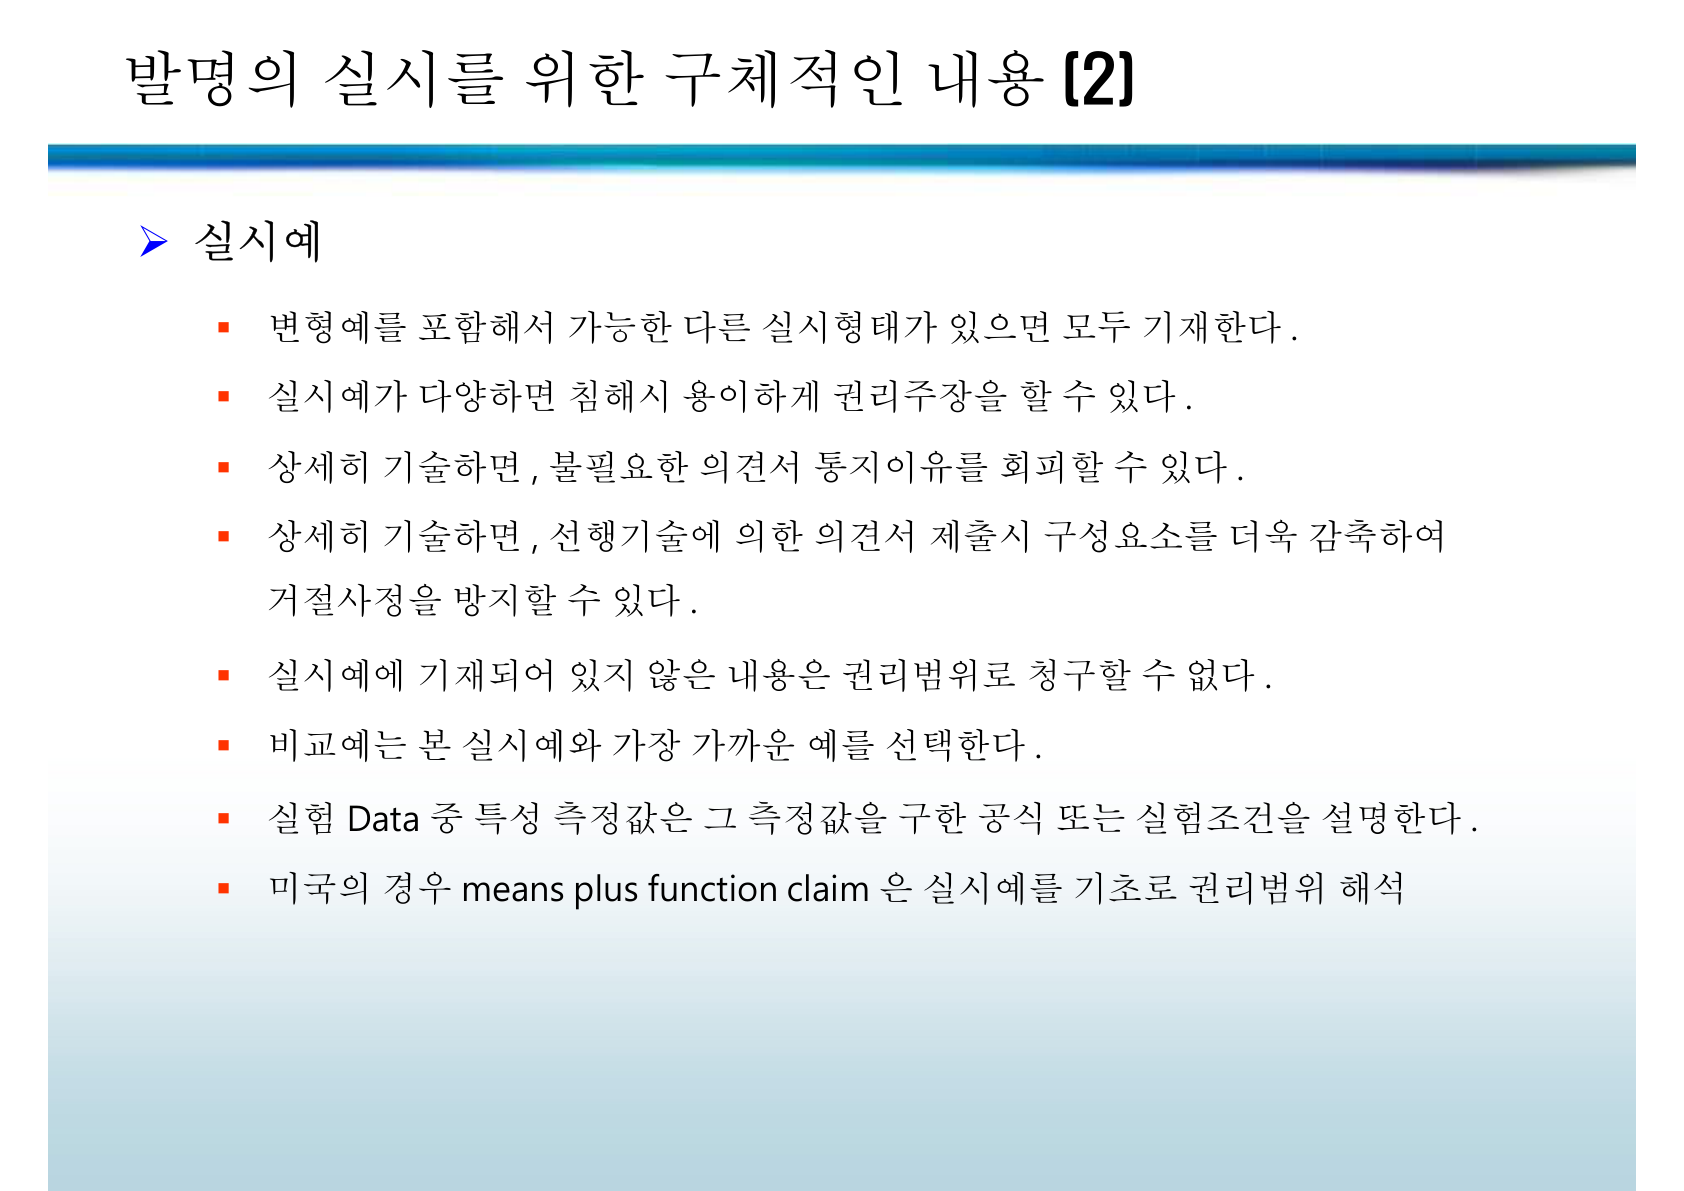 발명의 실시를 위한 구체적인 내용 (2)
실시예
변형예를 포함해서 가능한 다른 실시형태가 있으면 모두 기재한다.
실시예가 다양하면 침해시 용이하게 권리주장을 할 수 있다.
상세히 기술하면, 불필요한 의견서 통지이유를 회피할 수 있다.
상세히 기술하면, 선행기술에 의한 의견서 제출시 구성요소를 더욱 감축하여
거절사정을 방지할 수 있다.
실시예에 기재되어 있지 않은 내용은 권리범위로 청구할 수 없다.
비교예는 본 실시예와 가장 가까운 예를 선택한다.
실험 Data 중 특성 측정값은 그 측정값을 구한 공식 또는 실험조건을 설명한다.
미국의 경우 means plus function claim 은 실시예를 기초로 권리범위 해석